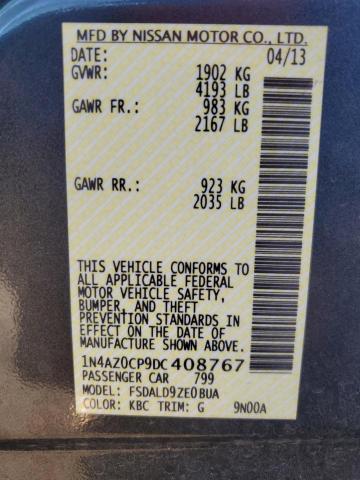 MFD BY NISSAN MOTOR CO., LTD.
DATE: 04/13
GVWR: 1902 KG
4193 LB
GAWR FR.: 983 KG
2167 LB
GAWR RR.: 923 KG
2035 LB
THIS VEHICLE CONFORMS TO
ALL APPLICABLE FEDERAL
MOTOR VEHICLE SAFETY,
BUMPER, AND THEFT
PREVENTION STANDARDS IN
EFFECT ON THE DATE OF
MANUFACTURE SHOWN ABOVE.
1N4AZ0CP9DC408767
PASSENGER CAR 799
MODEL: FSDALD9ZE0BUA
COLOR: KBC TRIM: G 9N00A